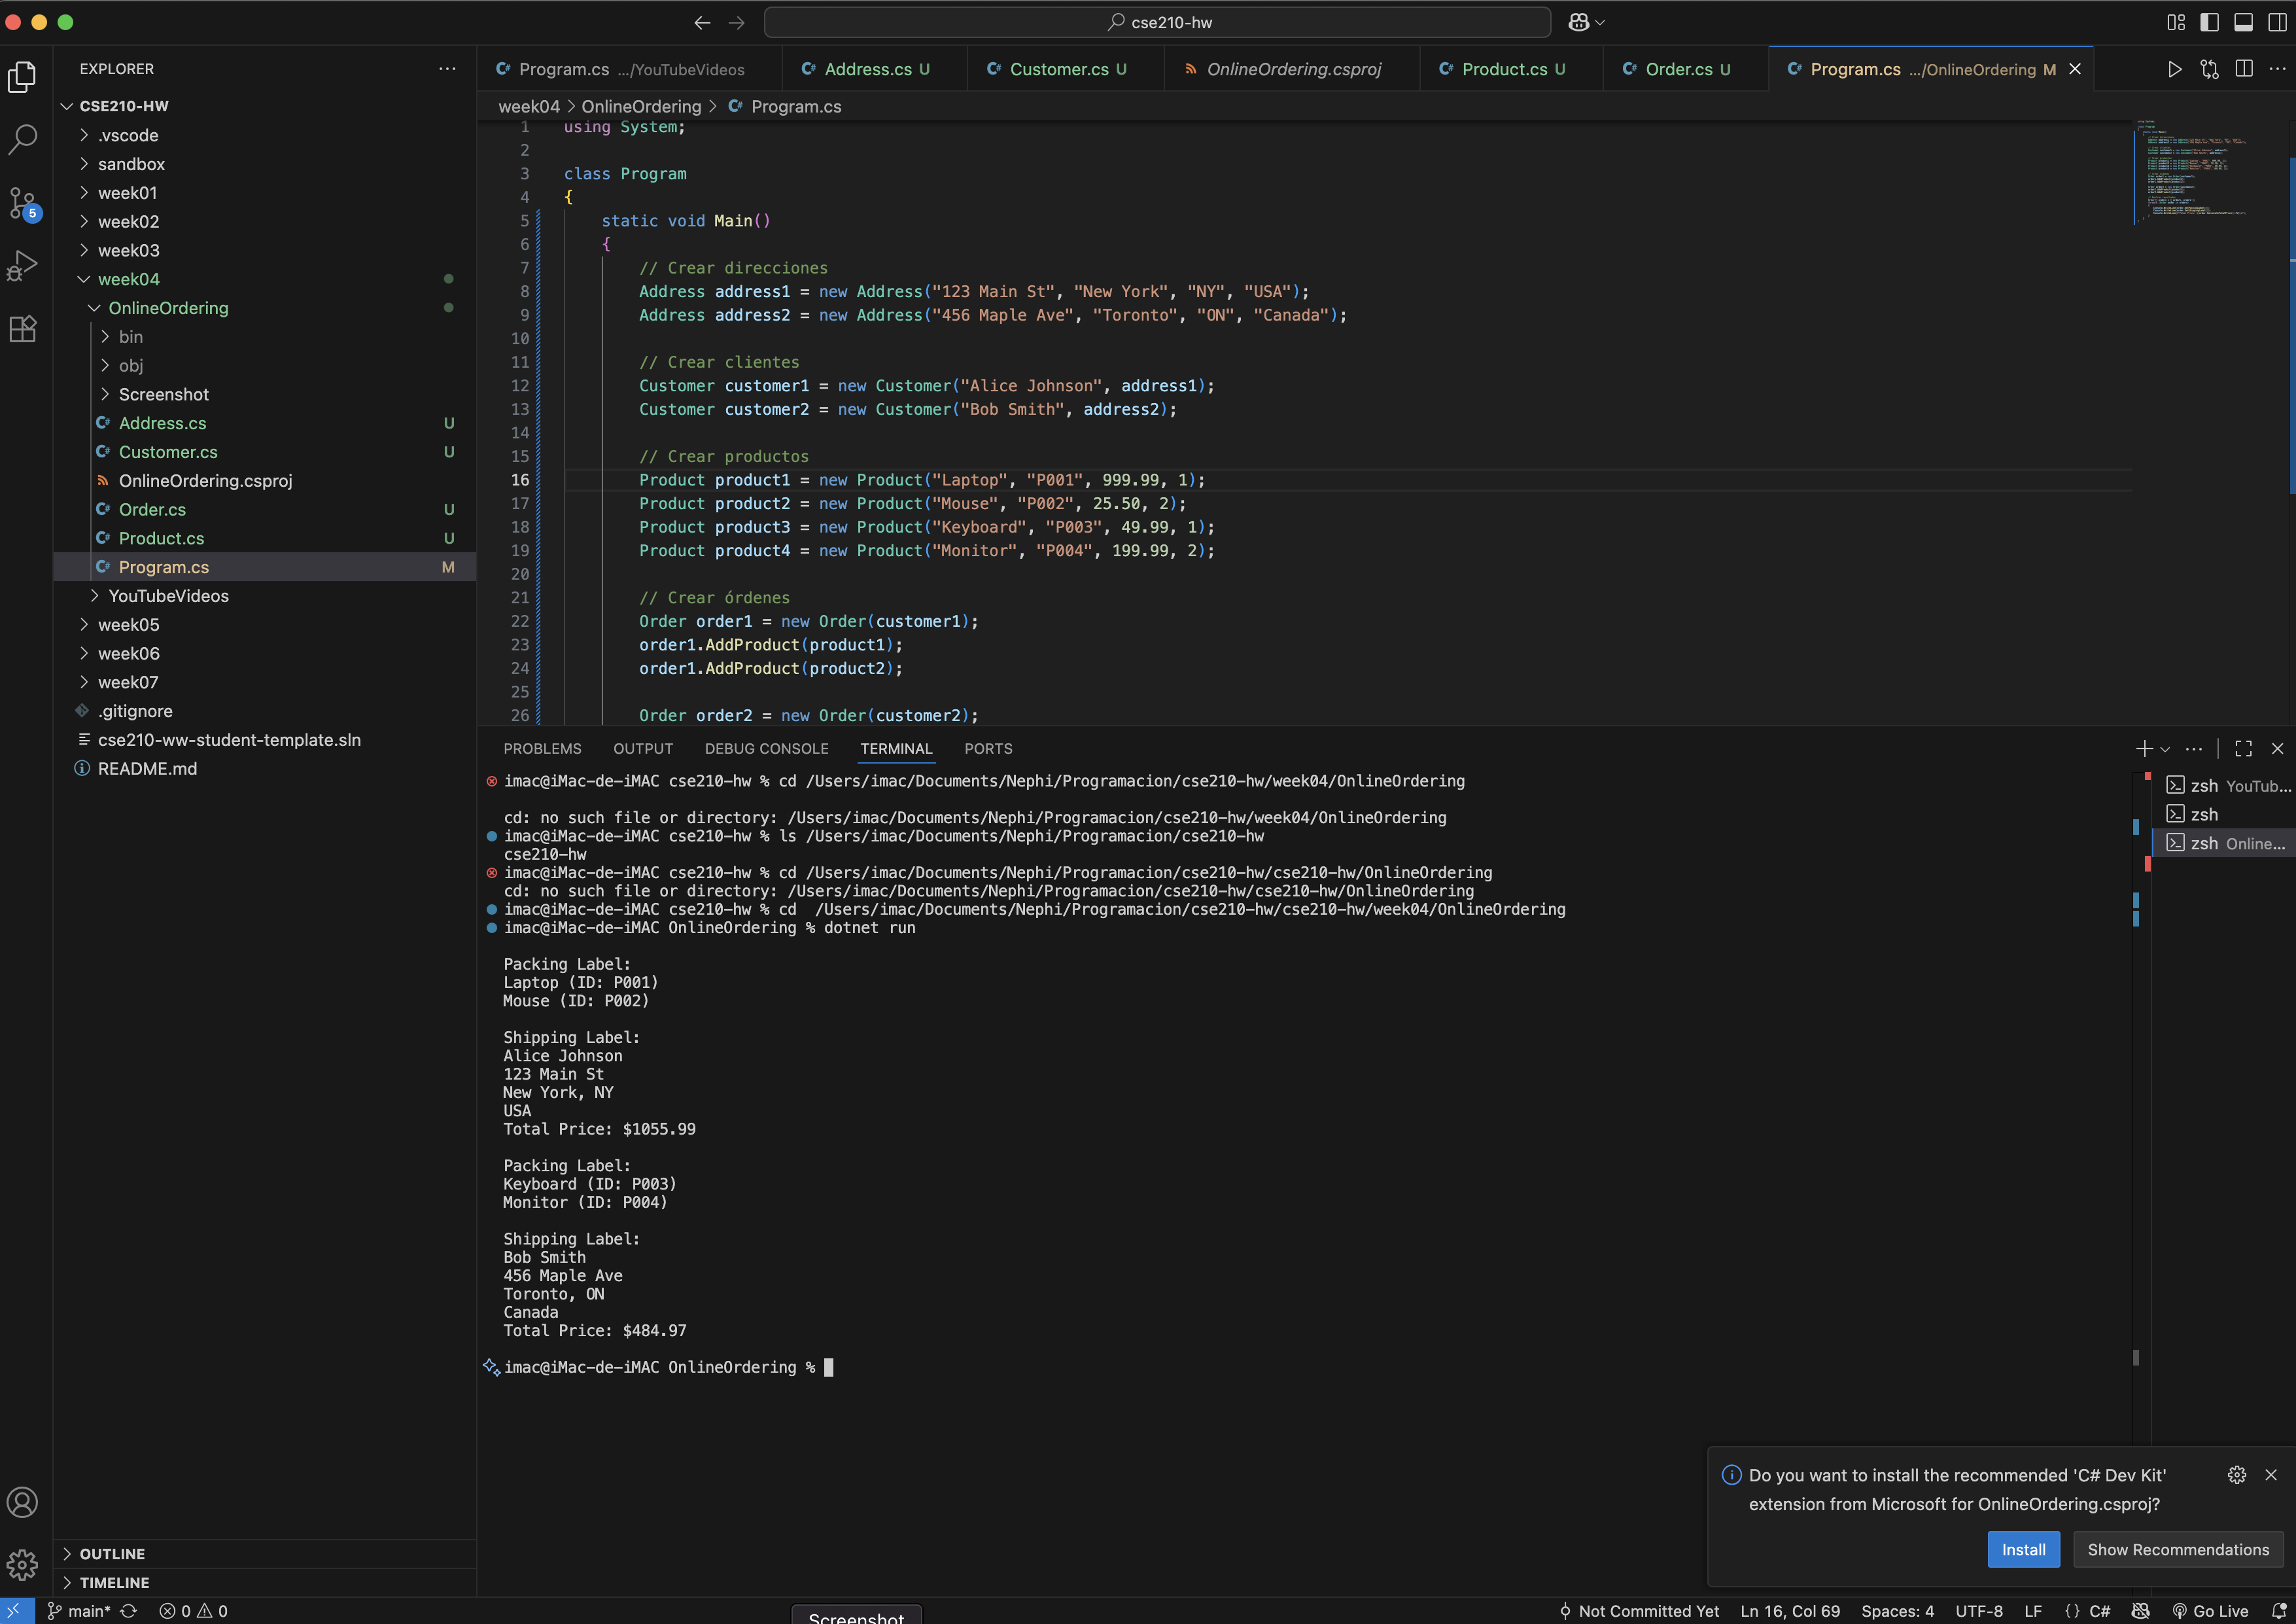 cse210-hw
EXPLORER
CSE210-HW
.vscode
sandbox
week01
week02
week03
week04
OnlineOrdering
bin
obj
Screenshot
Address.cs U
Customer.cs U
OnlineOrdering.csproj
Order.cs U
Product.cs U
Program.cs M
YouTubeVideos
week05
week06
week07
.gitignore
cse210-ww-student-template.sln
README.md
OUTLINE
TIMELINE
5
Program.cs .../YouTubeVideos
Address.cs U
Customer.cs U
OnlineOrdering.csproj
Product.cs U
Order.cs U
Program.cs .../OnlineOrdering M
week04 > OnlineOrdering > Program.cs
1 using System;
2
3 class Program
4 {
5 static void Main()
6 {
7 // Crear direcciones
8 Address address1 = new Address("123 Main St", "New York", "NY", "USA");
9 Address address2 = new Address("456 Maple Ave", "Toronto", "ON", "Canada");
10
11 // Crear clientes
12 Customer customer1 = new Customer("Alice Johnson", address1);
13 Customer customer2 = new Customer("Bob Smith", address2);
14
15 // Crear productos
16 Product product1 = new Product("Laptop", "P001", 999.99, 1);
17 Product product2 = new Product("Mouse", "P002", 25.50, 2);
18 Product product3 = new Product("Keyboard", "P003", 49.99, 1);
19 Product product4 = new Product("Monitor", "P004", 199.99, 2);
20
21 // Crear órdenes
22 Order order1 = new Order(customer1);
23 order1.AddProduct(product1);
24 order1.AddProduct(product2);
25
26 Order order2 = new Order(customer2);
PROBLEMS OUTPUT DEBUG CONSOLE TERMINAL PORTS
imac@iMac-de-iMAC cse210-hw % cd /Users/imac/Documents/Nephi/Programacion/cse210-hw/week04/OnlineOrdering
cd: no such file or directory: /Users/imac/Documents/Nephi/Programacion/cse210-hw/week04/OnlineOrdering
imac@iMac-de-iMAC cse210-hw % ls /Users/imac/Documents/Nephi/Programacion/cse210-hw
cse210-hw
imac@iMac-de-iMAC cse210-hw % cd /Users/imac/Documents/Nephi/Programacion/cse210-hw/cse210-hw/OnlineOrdering
cd: no such file or directory: /Users/imac/Documents/Nephi/Programacion/cse210-hw/cse210-hw/OnlineOrdering
imac@iMac-de-iMAC cse210-hw % cd  /Users/imac/Documents/Nephi/Programacion/cse210-hw/cse210-hw/week04/OnlineOrdering
imac@iMac-de-iMAC OnlineOrdering % dotnet run
Packing Label:
Laptop (ID: P001)
Mouse (ID: P002)
Shipping Label:
Alice Johnson
123 Main St
New York, NY
USA
Total Price: $1055.99
Packing Label:
Keyboard (ID: P003)
Monitor (ID: P004)
Shipping Label:
Bob Smith
456 Maple Ave
Toronto, ON
Canada
Total Price: $484.97
imac@iMac-de-iMAC OnlineOrdering %
zsh YouTub...
zsh
zsh Online...
Do you want to install the recommended 'C# Dev Kit'
extension from Microsoft for OnlineOrdering.csproj?
Install
Show Recommendations
main* 0 0
Screenshot
Not Committed Yet Ln 16, Col 69 Spaces: 4 UTF-8 LF {} C# Go Live